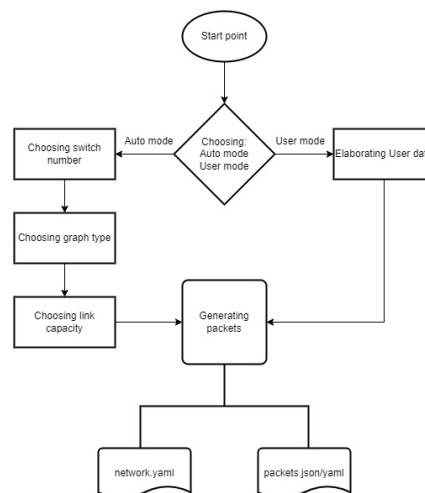 Start point
Choosing:
Auto mode
User mode
Auto mode
User mode
Choosing switch
number
Elaborating User dat
Choosing graph type
Choosing link
capacity
Generating
packets
network.yaml
packets.json/yaml